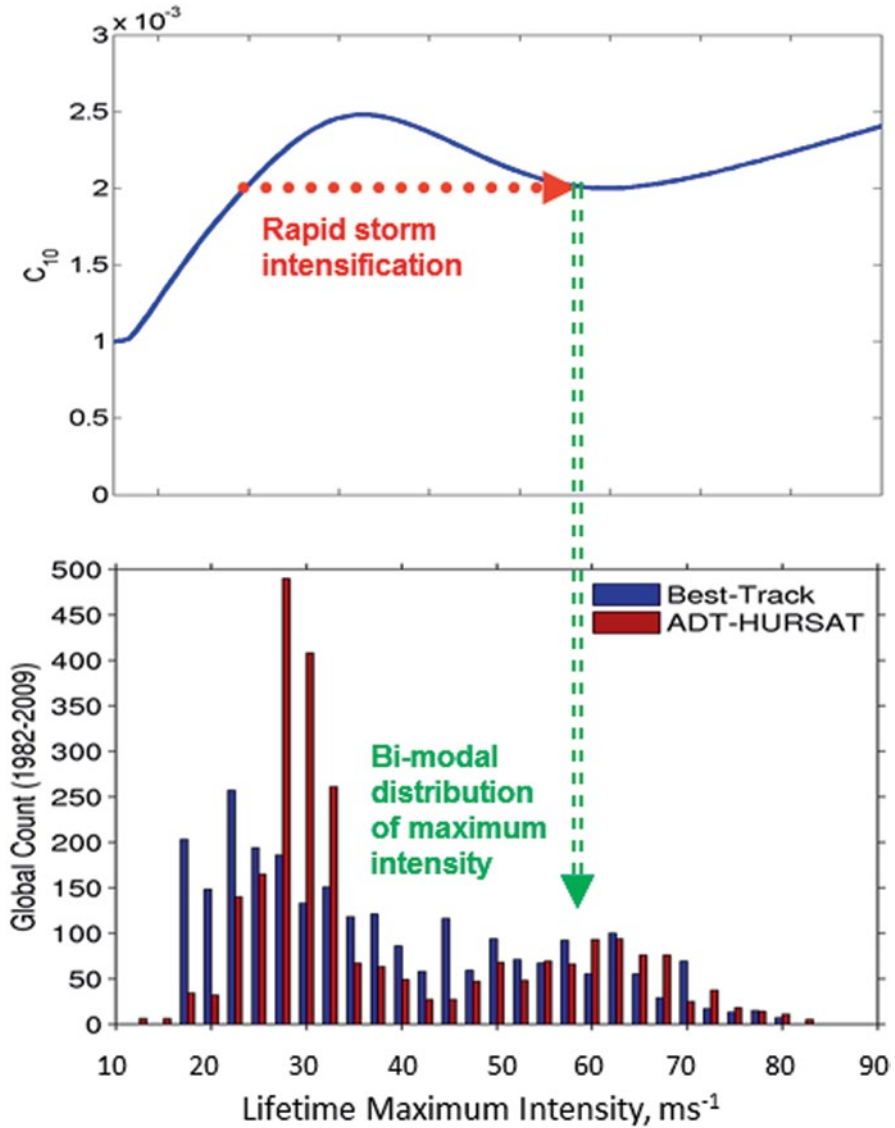 3 × 10⁻³
2.5
2
1.5
1
0.5
0
C₁₀
Rapid storm
intensification
500
450
400
350
300
250
200
150
100
50
0
Global Count (1982-2009)
Best-Track
ADT-HURSAT
Bi-modal
distribution
of maximum
intensity
10 20 30 40 50 60 70 80 90
Lifetime Maximum Intensity, ms⁻¹